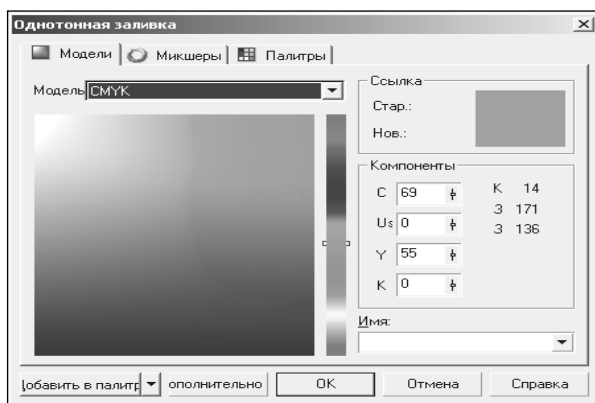 Однотонная заливка
Модели Микшеры Палитры
Модель CMYK
Ссылка
Стар.:
Нов.:
Компоненты
C 69 К 14
Us 0 З 171
Y 55 З 136
K 0
Имя:
обавить в палитр ополнительно OK Отмена Справка